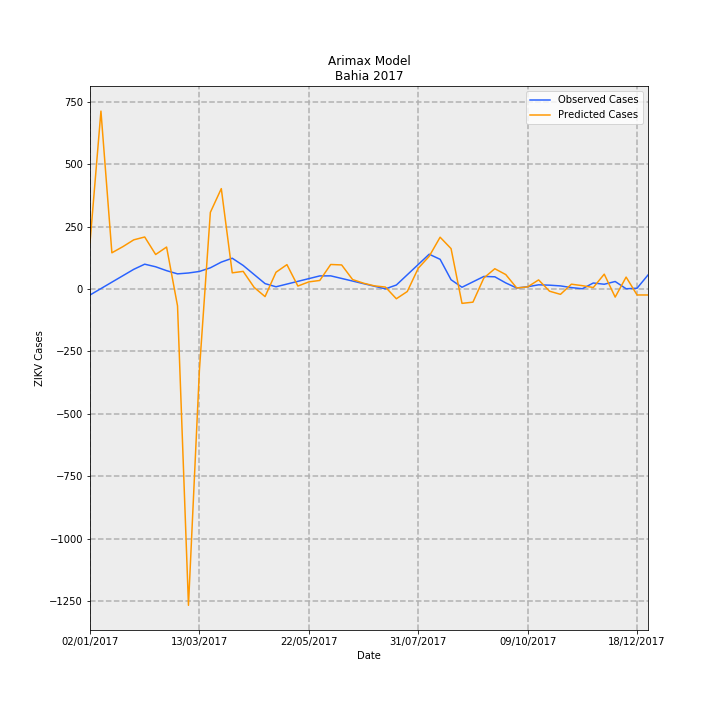 Arimax Model
Bahia 2017
Observed Cases
Predicted Cases
750
500
250
0
−250
−500
−750
−1000
−1250
ZIKV Cases
02/01/2017 13/03/2017 22/05/2017 31/07/2017 09/10/2017 18/12/2017
Date